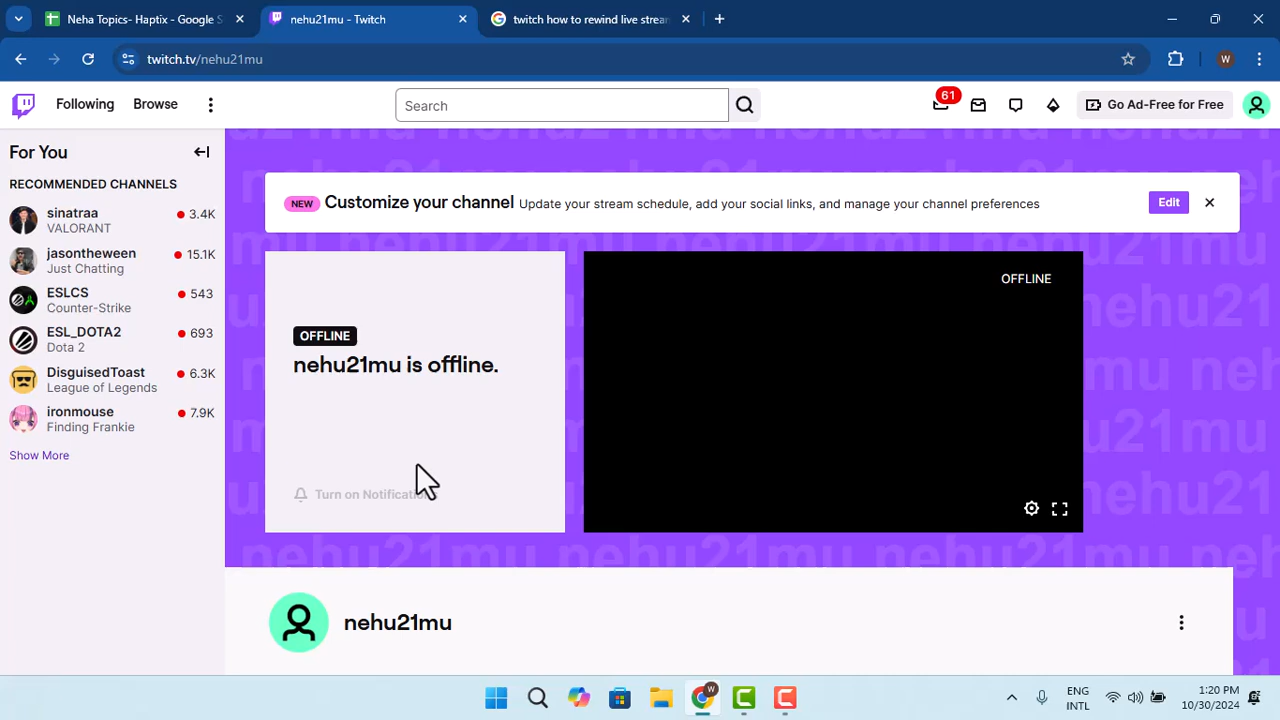 Neha Topics- Haptix - Google S
nehu21mu - Twitch
twitch how to rewind live strean
twitch.tv/nehu21mu
W
Following
Browse
Search
61
Go Ad-Free for Free
For You
RECOMMENDED CHANNELS
sinatraa
3.4K
VALORANT
jasontheween
15.1K
Just Chatting
ESLCS
543
Counter-Strike
ESL_DOTA2
693
Dota 2
DisguisedToast
6.3K
League of Legends
ironmouse
7.9K
Finding Frankie
Show More
NEW Customize your channel Update your stream schedule, add your social links, and manage your channel preferences
Edit
OFFLINE
nehu21mu is offline.
Turn on Notification
OFFLINE
nehu21mu
W
ENG
INTL
1:20 PM
10/30/2024